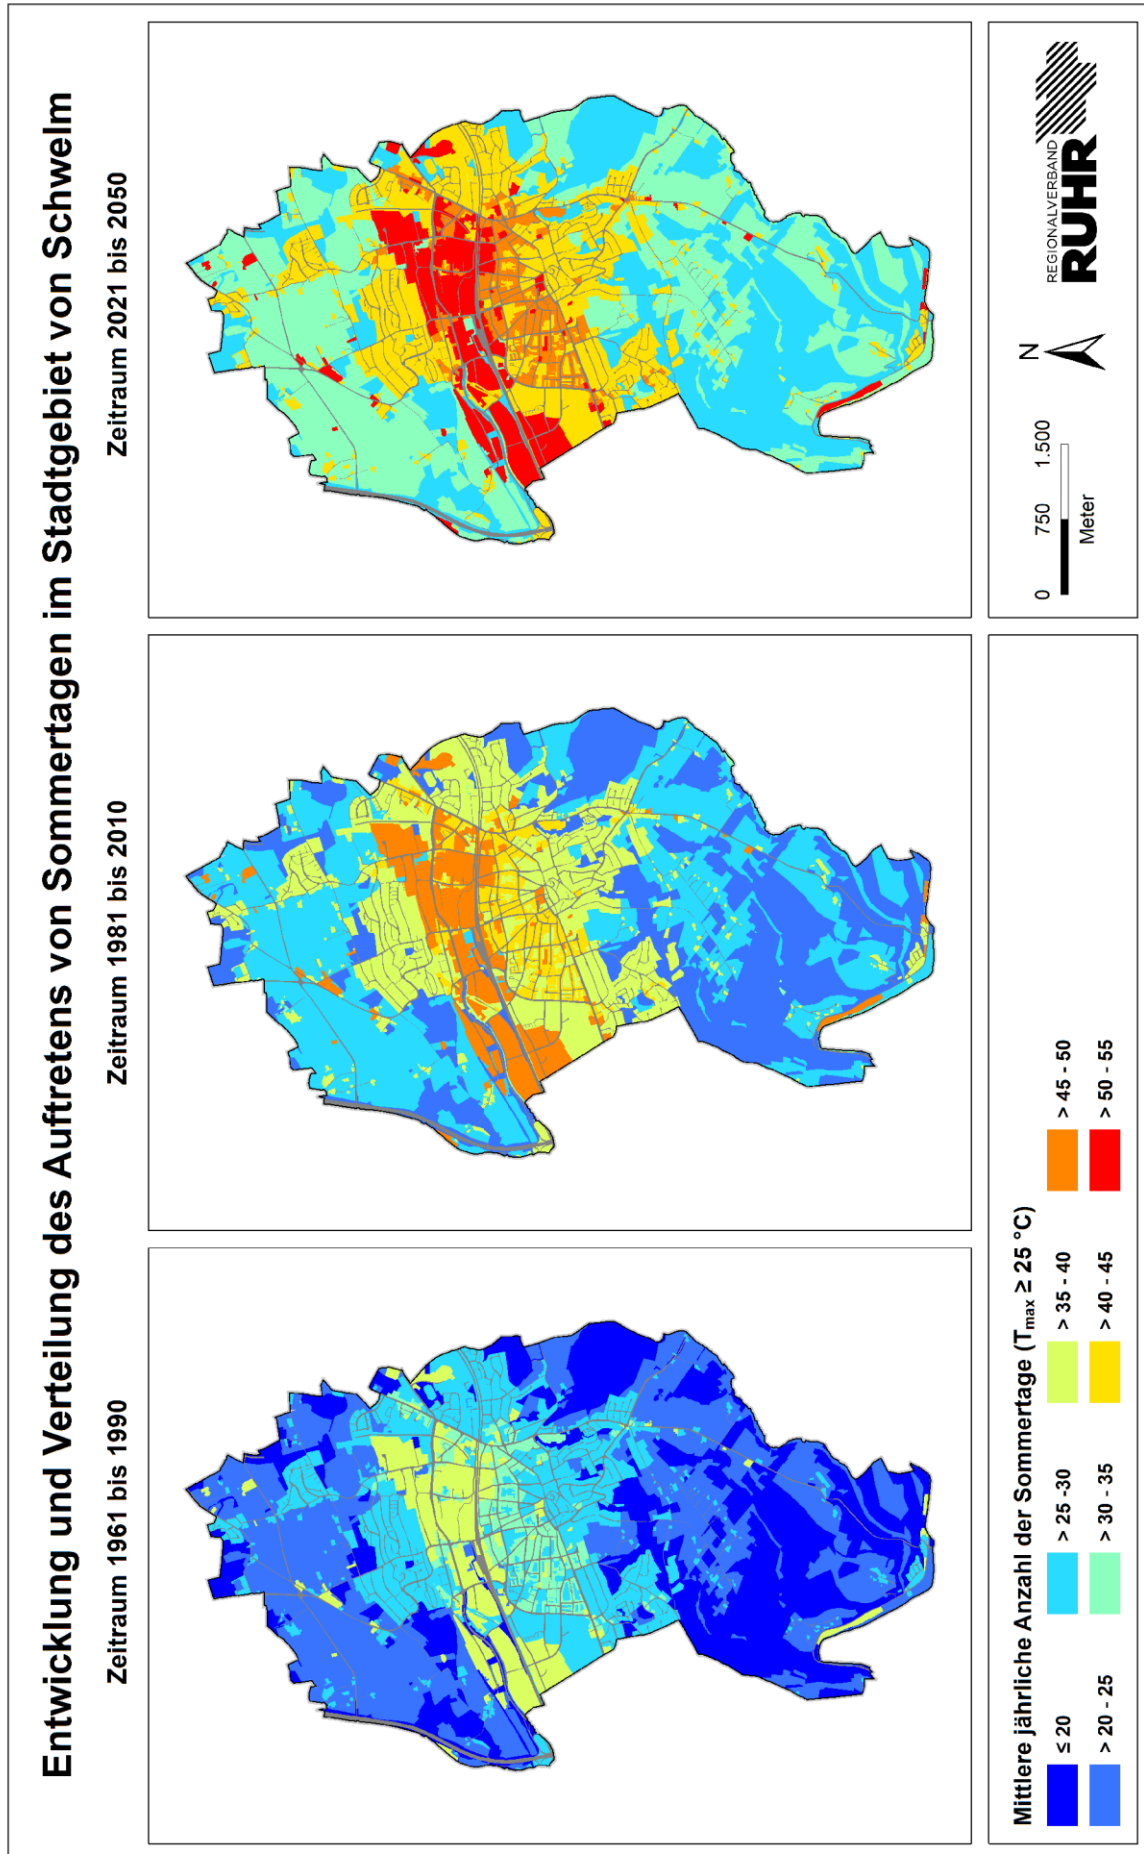 Entwicklung und Verteilung des Auftretens von Sommertagen im Stadtgebiet von Schwelm
Zeitraum 1961 bis 1990
Zeitraum 1981 bis 2010
Zeitraum 2021 bis 2050
Mittlere jährliche Anzahl der Sommertage (Tmax ≥ 25 °C)
≤ 20
> 25 -30
> 35 - 40
> 45 - 50
> 20 - 25
> 30 - 35
> 40 - 45
> 50 - 55
0 750 1.500
Meter
N
REGIONALVERBAND
RUHR